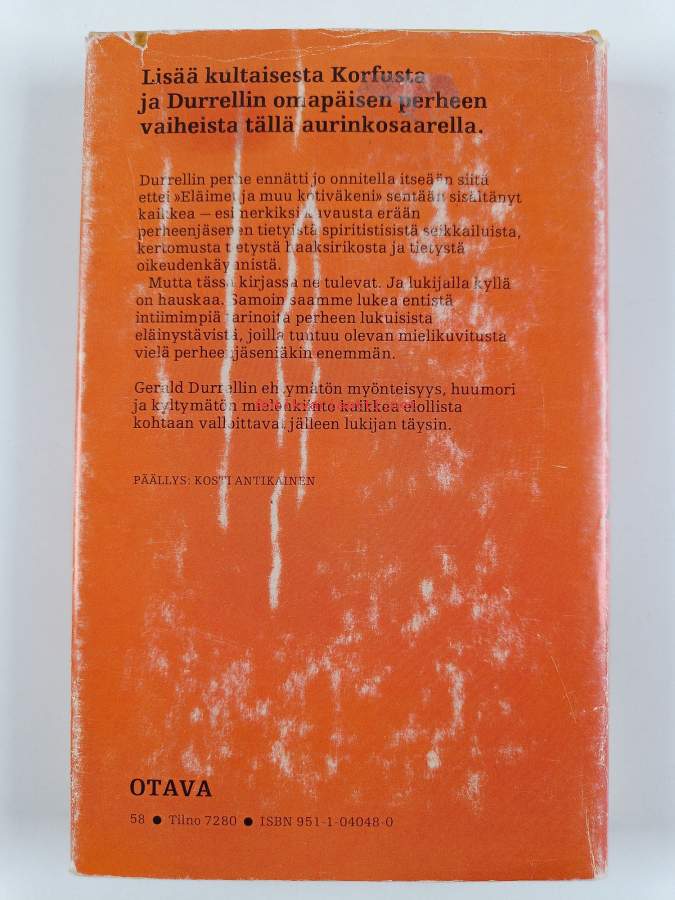 Lisää kultaisesta Korfusta
ja Durrellin omapäisen perheen
vaiheista tällä aurinkosaarella.
Durrellin perhe ennätti jo onnitella itseään siitä
ettei »Eläimet ja muu kotiväkeni» sentään sisältänyt
kaikkea — esimerkiksi kuvausta erään
perheenjäsenen tietyistä spiritistisistä seikkailuista,
kertomusta tietystä haaksirikosta ja tietystä
oikeudenkäynnistä.
Mutta tässä kirjassa ne tulevat. Ja lukijalla kyllä
on hauskaa. Samoin saamme lukea entistä
intiimimpiä tarinoita perheen lukuisista
eläinystävistä, joilla tuntuu olevan mielikuvitusta
vielä perheenjäseniäkin enemmän.
Gerald Durrellin ehtymätön myönteisyys, huumori
ja kyltymätön mielenkiinto kaikkea elollista
kohtaan valloittavat jälleen lukijan täysin.
PÄÄLLYS: KOSTI ANTIKAINEN
OTAVA
58 ● Tilno 7280 ● ISBN 951-1-04048-0